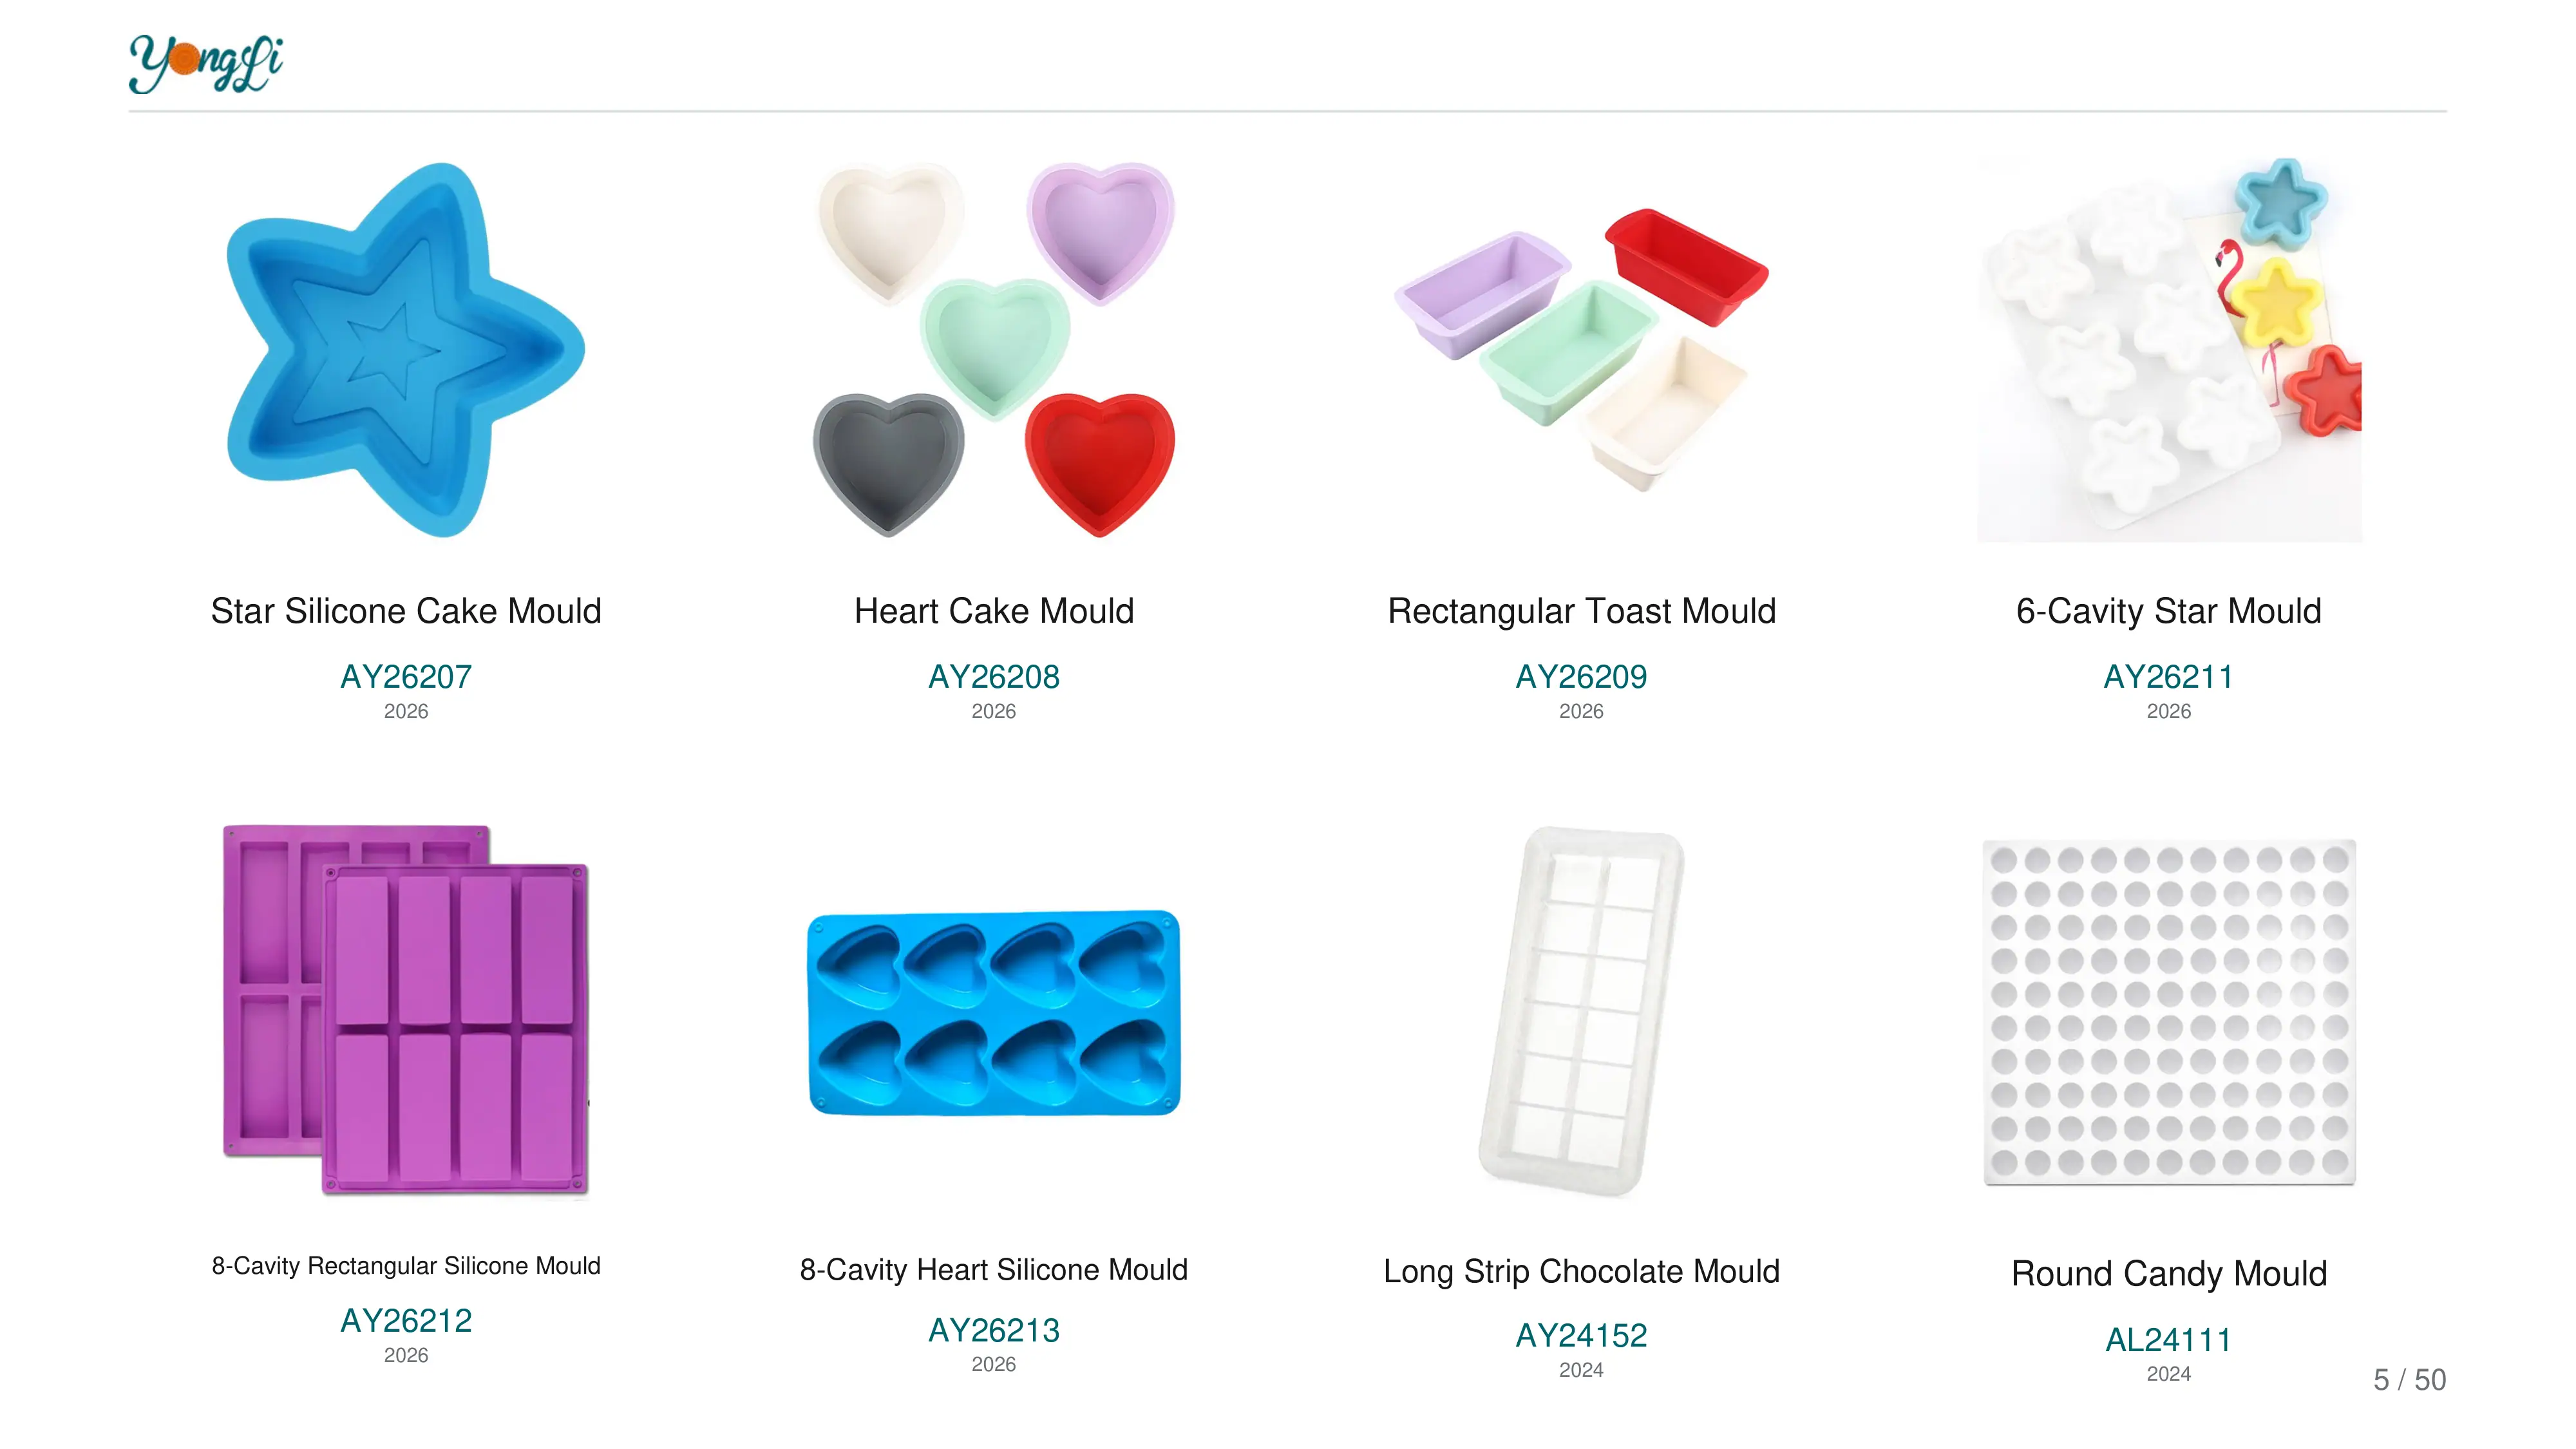 YongLi
Star Silicone Cake Mould
AY26207
2026
Heart Cake Mould
AY26208
2026
Rectangular Toast Mould
AY26209
2026
6-Cavity Star Mould
AY26211
2026
8-Cavity Rectangular Silicone Mould
AY26212
2026
8-Cavity Heart Silicone Mould
AY26213
2026
Long Strip Chocolate Mould
AY24152
2024
Round Candy Mould
AL24111
2024
5 / 50